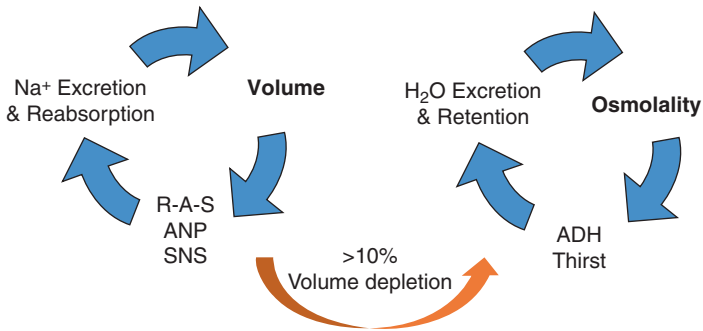 Na⁺ Excretion
& Reabsorption
Volume
R-A-S
ANP
SNS
>10%
Volume depletion
H₂O Excretion
& Retention
Osmolality
ADH
Thirst